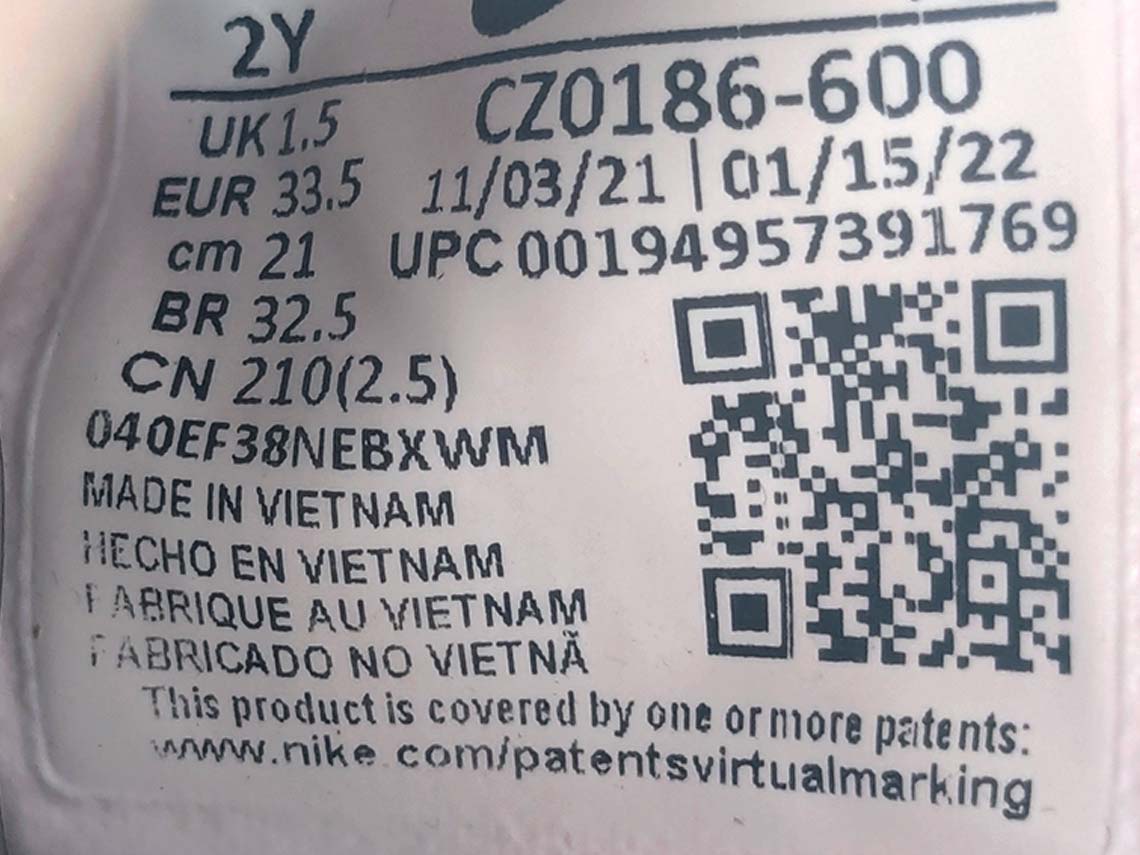 2Y
CZ0186-600
UK 1.5
EUR 33.5 11/03/21 | 01/15/22
cm 21 UPC 00194957391769
BR 32.5
CN 210(2.5)
040EF38NEBXWM
MADE IN VIETNAM
HECHO EN VIETNAM
FABRIQUE AU VIETNAM
FABRICADO NO VIETNÃ
This product is covered by one or more patents:
www.nike.com/patentsvirtualmarking